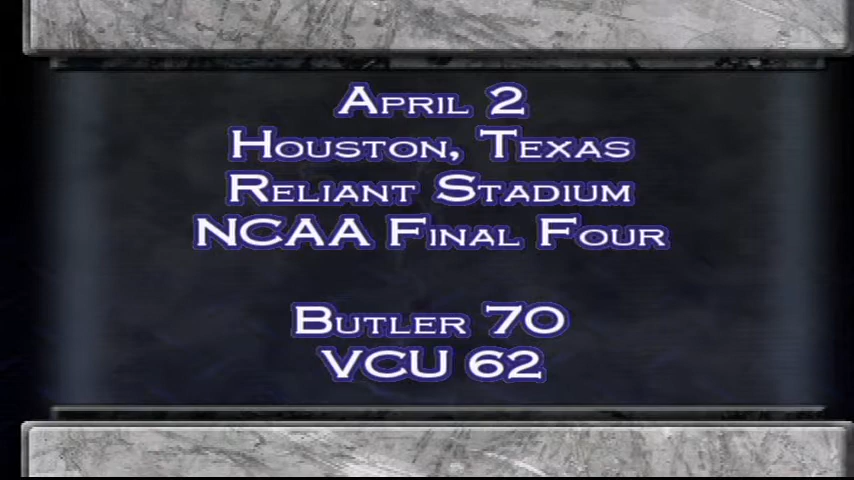 April 2
Houston, Texas
Reliant Stadium
NCAA Final Four
Butler 70
VCU 62